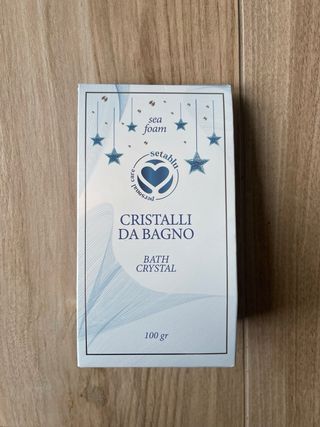 sea
foam
setablu
personal care
CRISTALLI
DA BAGNO
BATH
CRYSTAL
100 gr